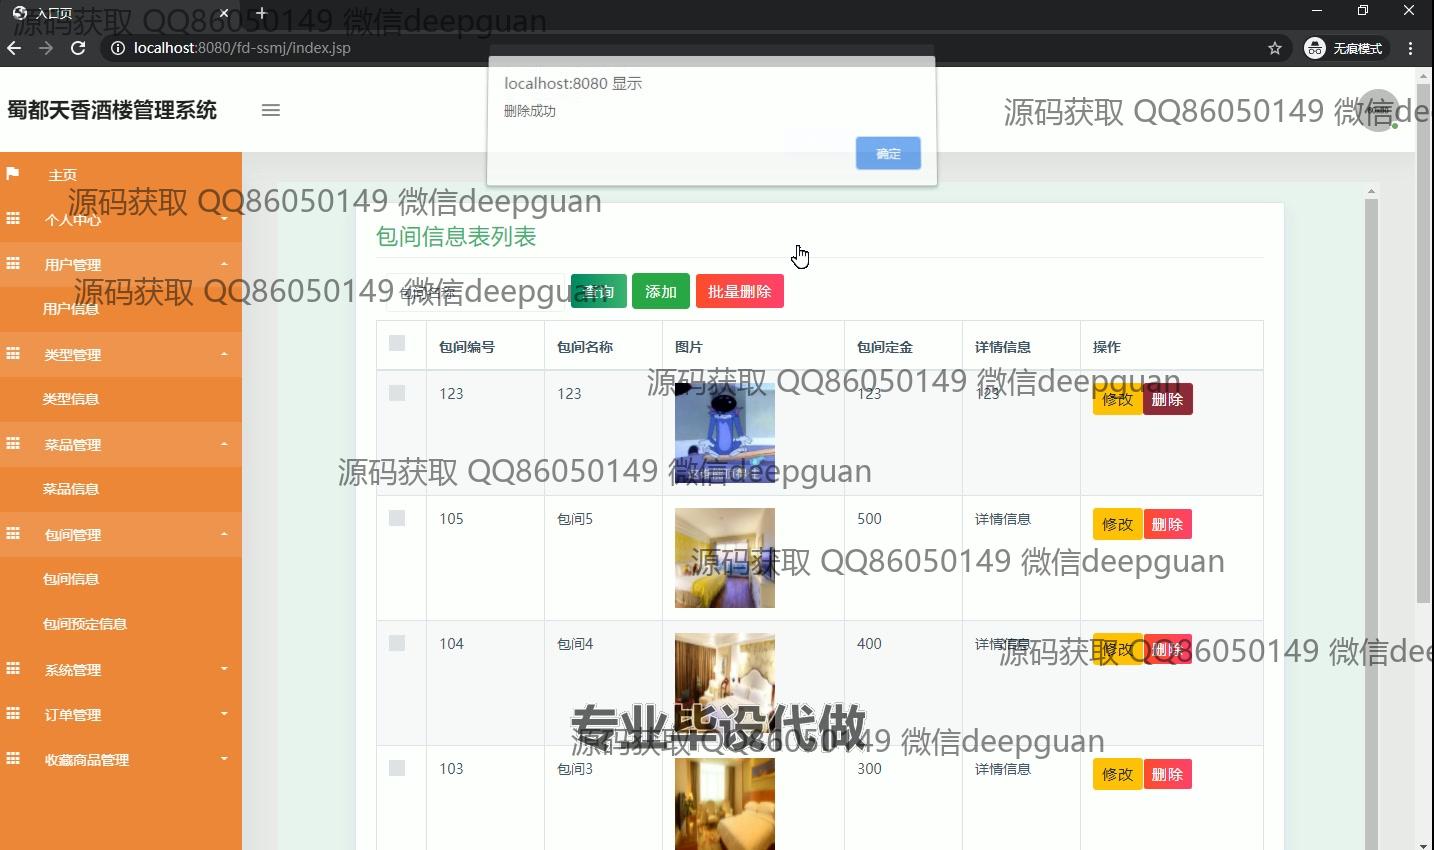 入口页
源码获取 QQ86050149 微信deepguan
localhost:8080/fd-ssmj/index.jsp
无痕模式
localhost:8080 显示
删除成功
确定
蜀都天香酒楼管理系统
源码获取 QQ86050149 微信de
主页
源码获取 QQ86050149 微信deepguan
个人中心
用户管理
用户信息
类型管理
类型信息
菜品管理
菜品信息
包间管理
包间信息
包间预定信息
系统管理
订单管理
收藏商品管理
包间信息表列表
源码获取 QQ86050149 微信deepguan
包间名称
查询
添加
批量删除
包间编号 包间名称 图片 包间定金 详情信息 操作
源码获取 QQ86050149 微信deepguan
123 123 123 123 修改 删除
源码获取 QQ86050149 微信deepguan
105 包间5 500 详情信息 修改 删除
源码获取 QQ86050149 微信deepguan
104 包间4 400 详情信息 修改 删除
源码获取 QQ86050149 微信dee
专业毕设代做
源码获取 QQ86050149 微信deepguan
103 包间3 300 详情信息 修改 删除